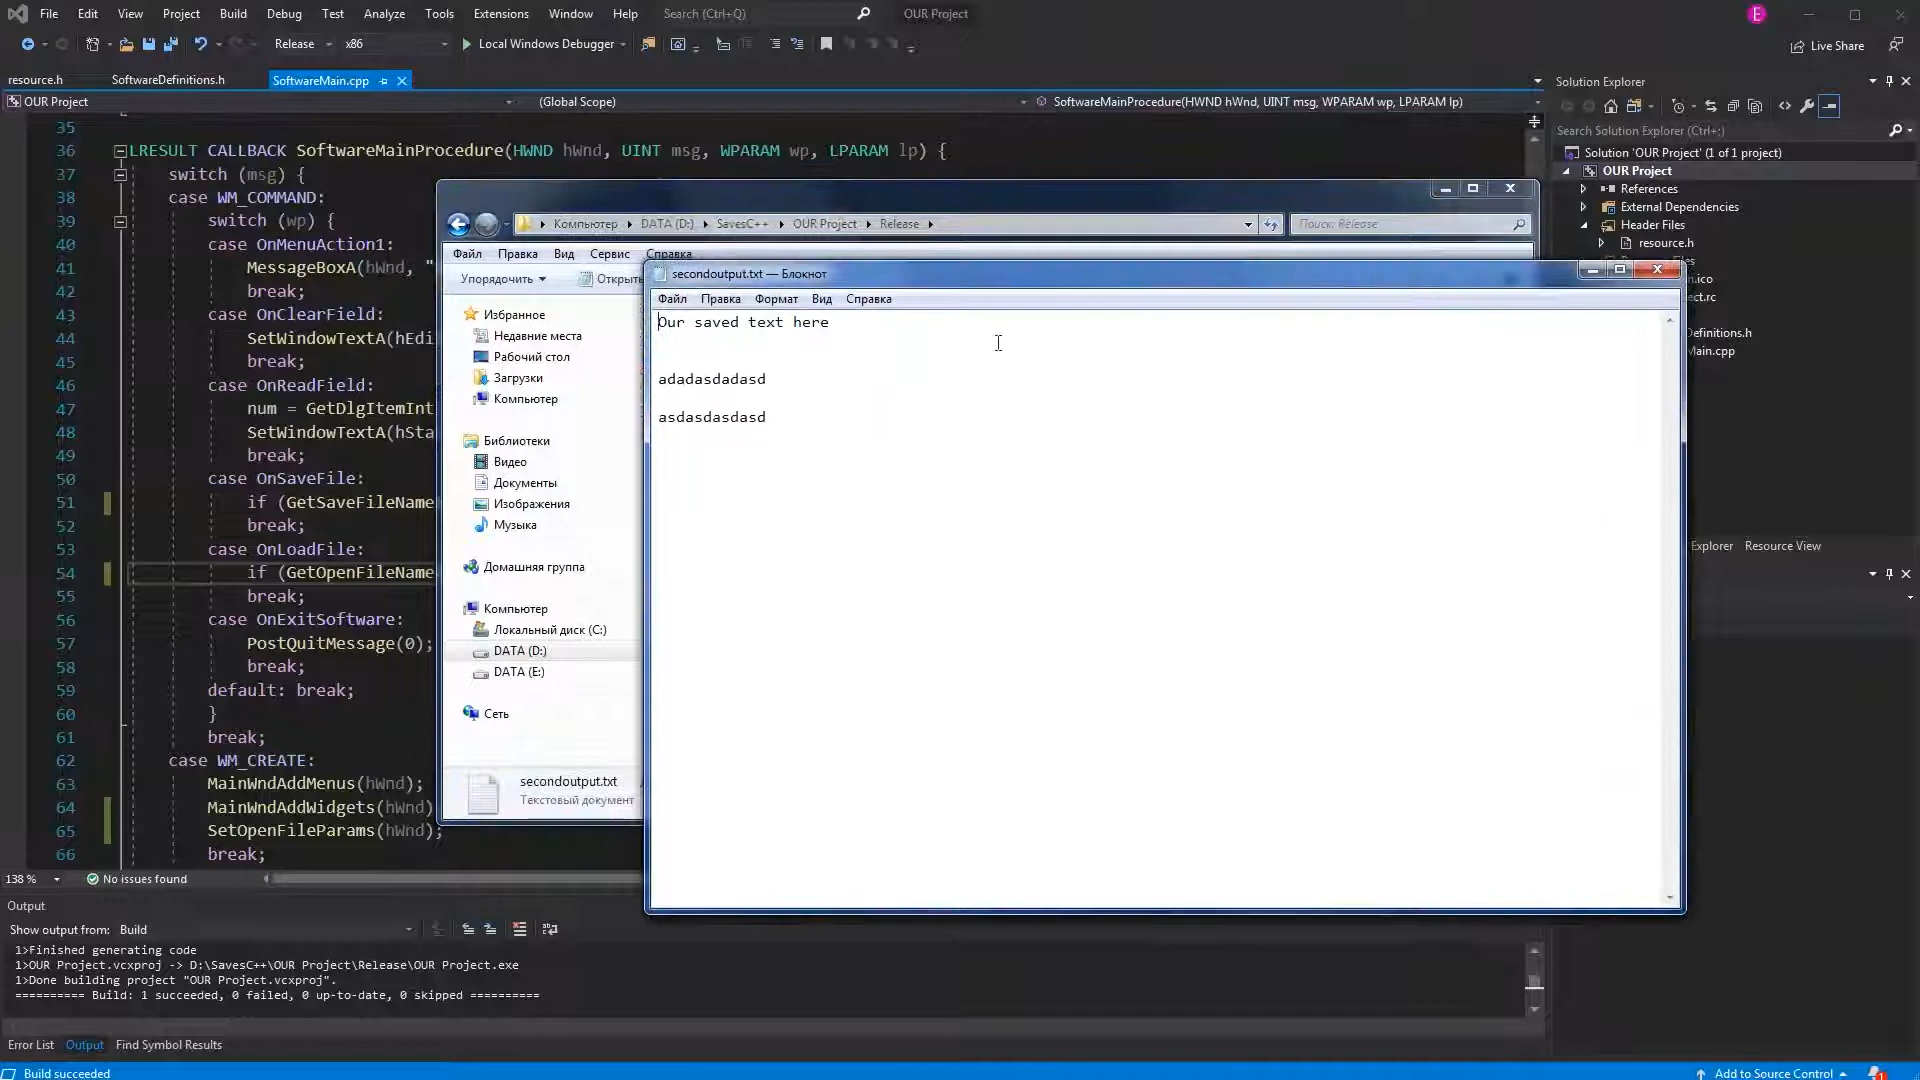 File Edit View Project Build Debug Test Analyze Tools Extensions Window Help Search (Ctrl+Q) OUR Project E
Release x86 Local Windows Debugger Live Share
resource.h SoftwareDefinitions.h SoftwareMain.cpp
OUR Project (Global Scope) SoftwareMainProcedure(HWND hWnd, UINT msg, WPARAM wp, LPARAM lp)
35
36 LRESULT CALLBACK SoftwareMainProcedure(HWND hWnd, UINT msg, WPARAM wp, LPARAM lp) {
37 switch (msg) {
38 case WM_COMMAND:
39 switch (wp) {
40 case OnMenuAction1:
41 MessageBoxA(hWnd, "
42 break;
43 case OnClearField:
44 SetWindowTextA(hEdi
45 break;
46 case OnReadField:
47 num = GetDlgItemInt
48 SetWindowTextA(hSta
49 break;
50 case OnSaveFile:
51 if (GetSaveFileName
52 break;
53 case OnLoadFile:
54 if (GetOpenFileName
55 break;
56 case OnExitSoftware:
57 PostQuitMessage(0);
58 break;
59 default: break;
60 }
61 break;
62 case WM_CREATE:
63 MainWndAddMenus(hWnd);
64 MainWndAddWidgets(hWnd)
65 SetOpenFileParams(hWnd);
66 break;
138 % No issues found
Компьютер DATA (D:) SavesC++ OUR Project Release Поиск: Release
Файл Правка Вид Сервис Справка
Упорядочить Открыть
Избранное
Недавние места
Рабочий стол
Загрузки
Компьютер
Библиотеки
Видео
Документы
Изображения
Музыка
Домашняя группа
Компьютер
Локальный диск (C:)
DATA (D:)
DATA (E:)
Сеть
secondoutput.txt
Текстовый документ
secondoutput.txt — Блокнот
Файл Правка Формат Вид Справка
Our saved text here
adadasdadasd
asdasdasdasd
Solution Explorer
Search Solution Explorer (Ctrl+;)
Solution 'OUR Project' (1 of 1 project)
OUR Project
References
External Dependencies
Header Files
resource.h
n.ico
ect.rc
Definitions.h
Main.cpp
Explorer Resource View
Output
Show output from: Build
1>Finished generating code
1>OUR Project.vcxproj -> D:\SavesC++\OUR Project\Release\OUR Project.exe
1>Done building project "OUR Project.vcxproj".
========== Build: 1 succeeded, 0 failed, 0 up-to-date, 0 skipped ==========
Error List Output Find Symbol Results
Build succeeded Add to Source Control 1